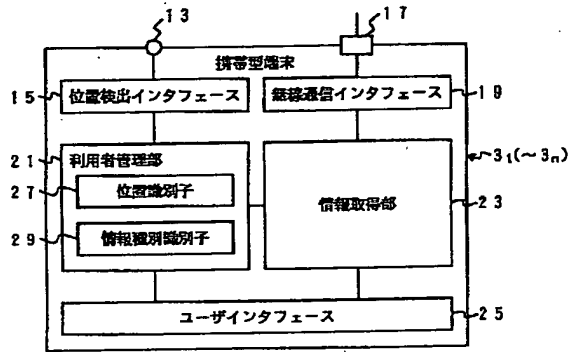 13
17
携帯型端末
15
位置検出インタフェース
無線通信インタフェース
19
21
利用者管理部
3₁(〜3ₙ)
27
位置識別子
情報取得部
23
29
情報種別識別子
ユーザインタフェース
25